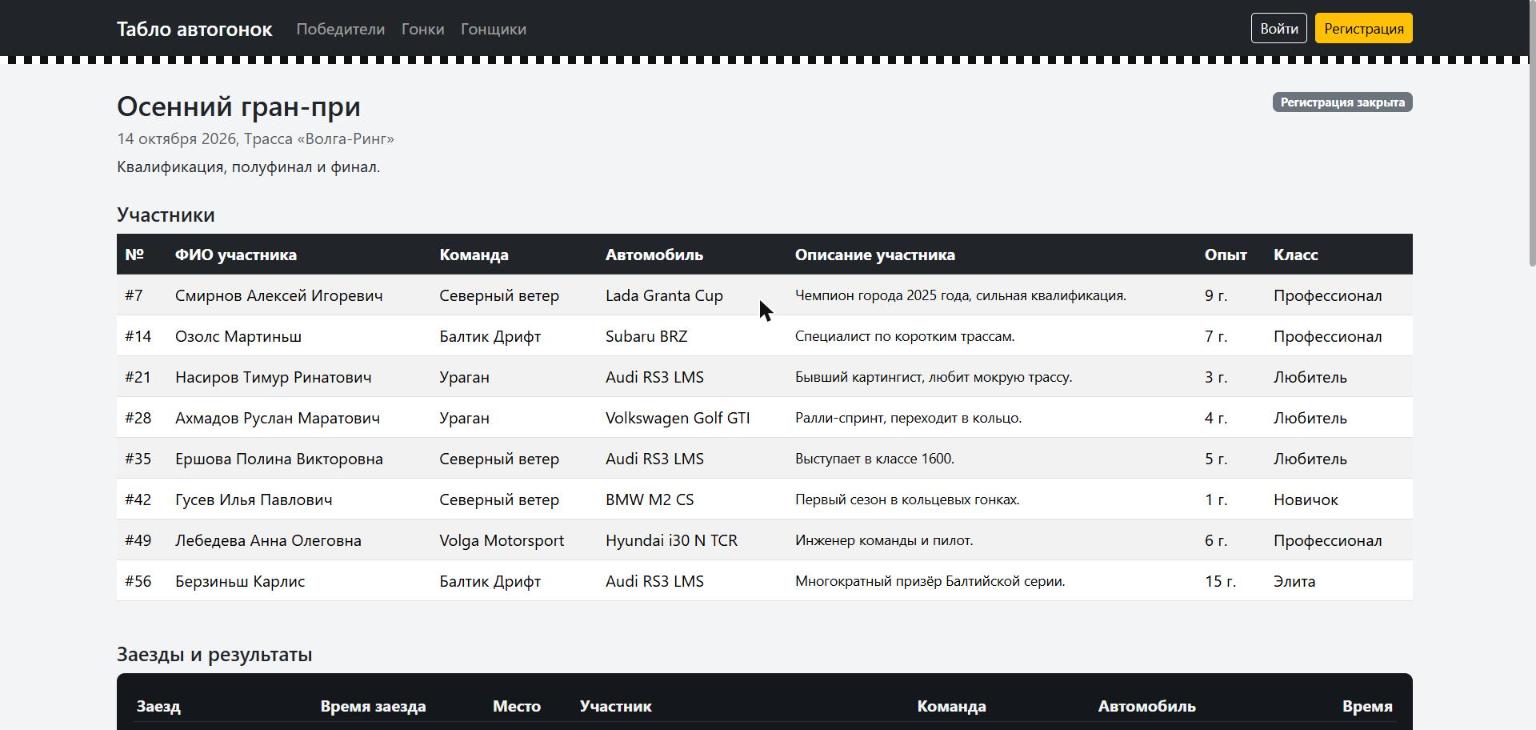 Табло автогонок Победители Гонки Гонщики Войти Регистрация
Осенний гран-при Регистрация закрыта
14 октября 2026, Трасса «Волга-Ринг»
Квалификация, полуфинал и финал.
Участники
№ ФИО участника Команда Автомобиль Описание участника Опыт Класс
#7 Смирнов Алексей Игоревич Северный ветер Lada Granta Cup Чемпион города 2025 года, сильная квалификация. 9 г. Профессионал
#14 Озолс Мартиньш Балтик Дрифт Subaru BRZ Специалист по коротким трассам. 7 г. Профессионал
#21 Насиров Тимур Ринатович Ураган Audi RS3 LMS Бывший картингист, любит мокрую трассу. 3 г. Любитель
#28 Ахмадов Руслан Маратович Ураган Volkswagen Golf GTI Ралли-спринт, переходит в кольцо. 4 г. Любитель
#35 Ершова Полина Викторовна Северный ветер Audi RS3 LMS Выступает в классе 1600. 5 г. Любитель
#42 Гусев Илья Павлович Северный ветер BMW M2 CS Первый сезон в кольцевых гонках. 1 г. Новичок
#49 Лебедева Анна Олеговна Volga Motorsport Hyundai i30 N TCR Инженер команды и пилот. 6 г. Профессионал
#56 Берзиньш Карлис Балтик Дрифт Audi RS3 LMS Многократный призёр Балтийской серии. 15 г. Элита
Заезды и результаты
Заезд Время заезда Место Участник Команда Автомобиль Время